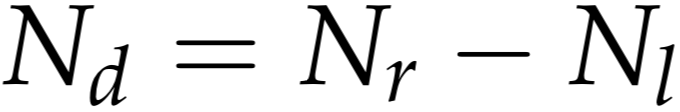 N_d = N_r − N_l